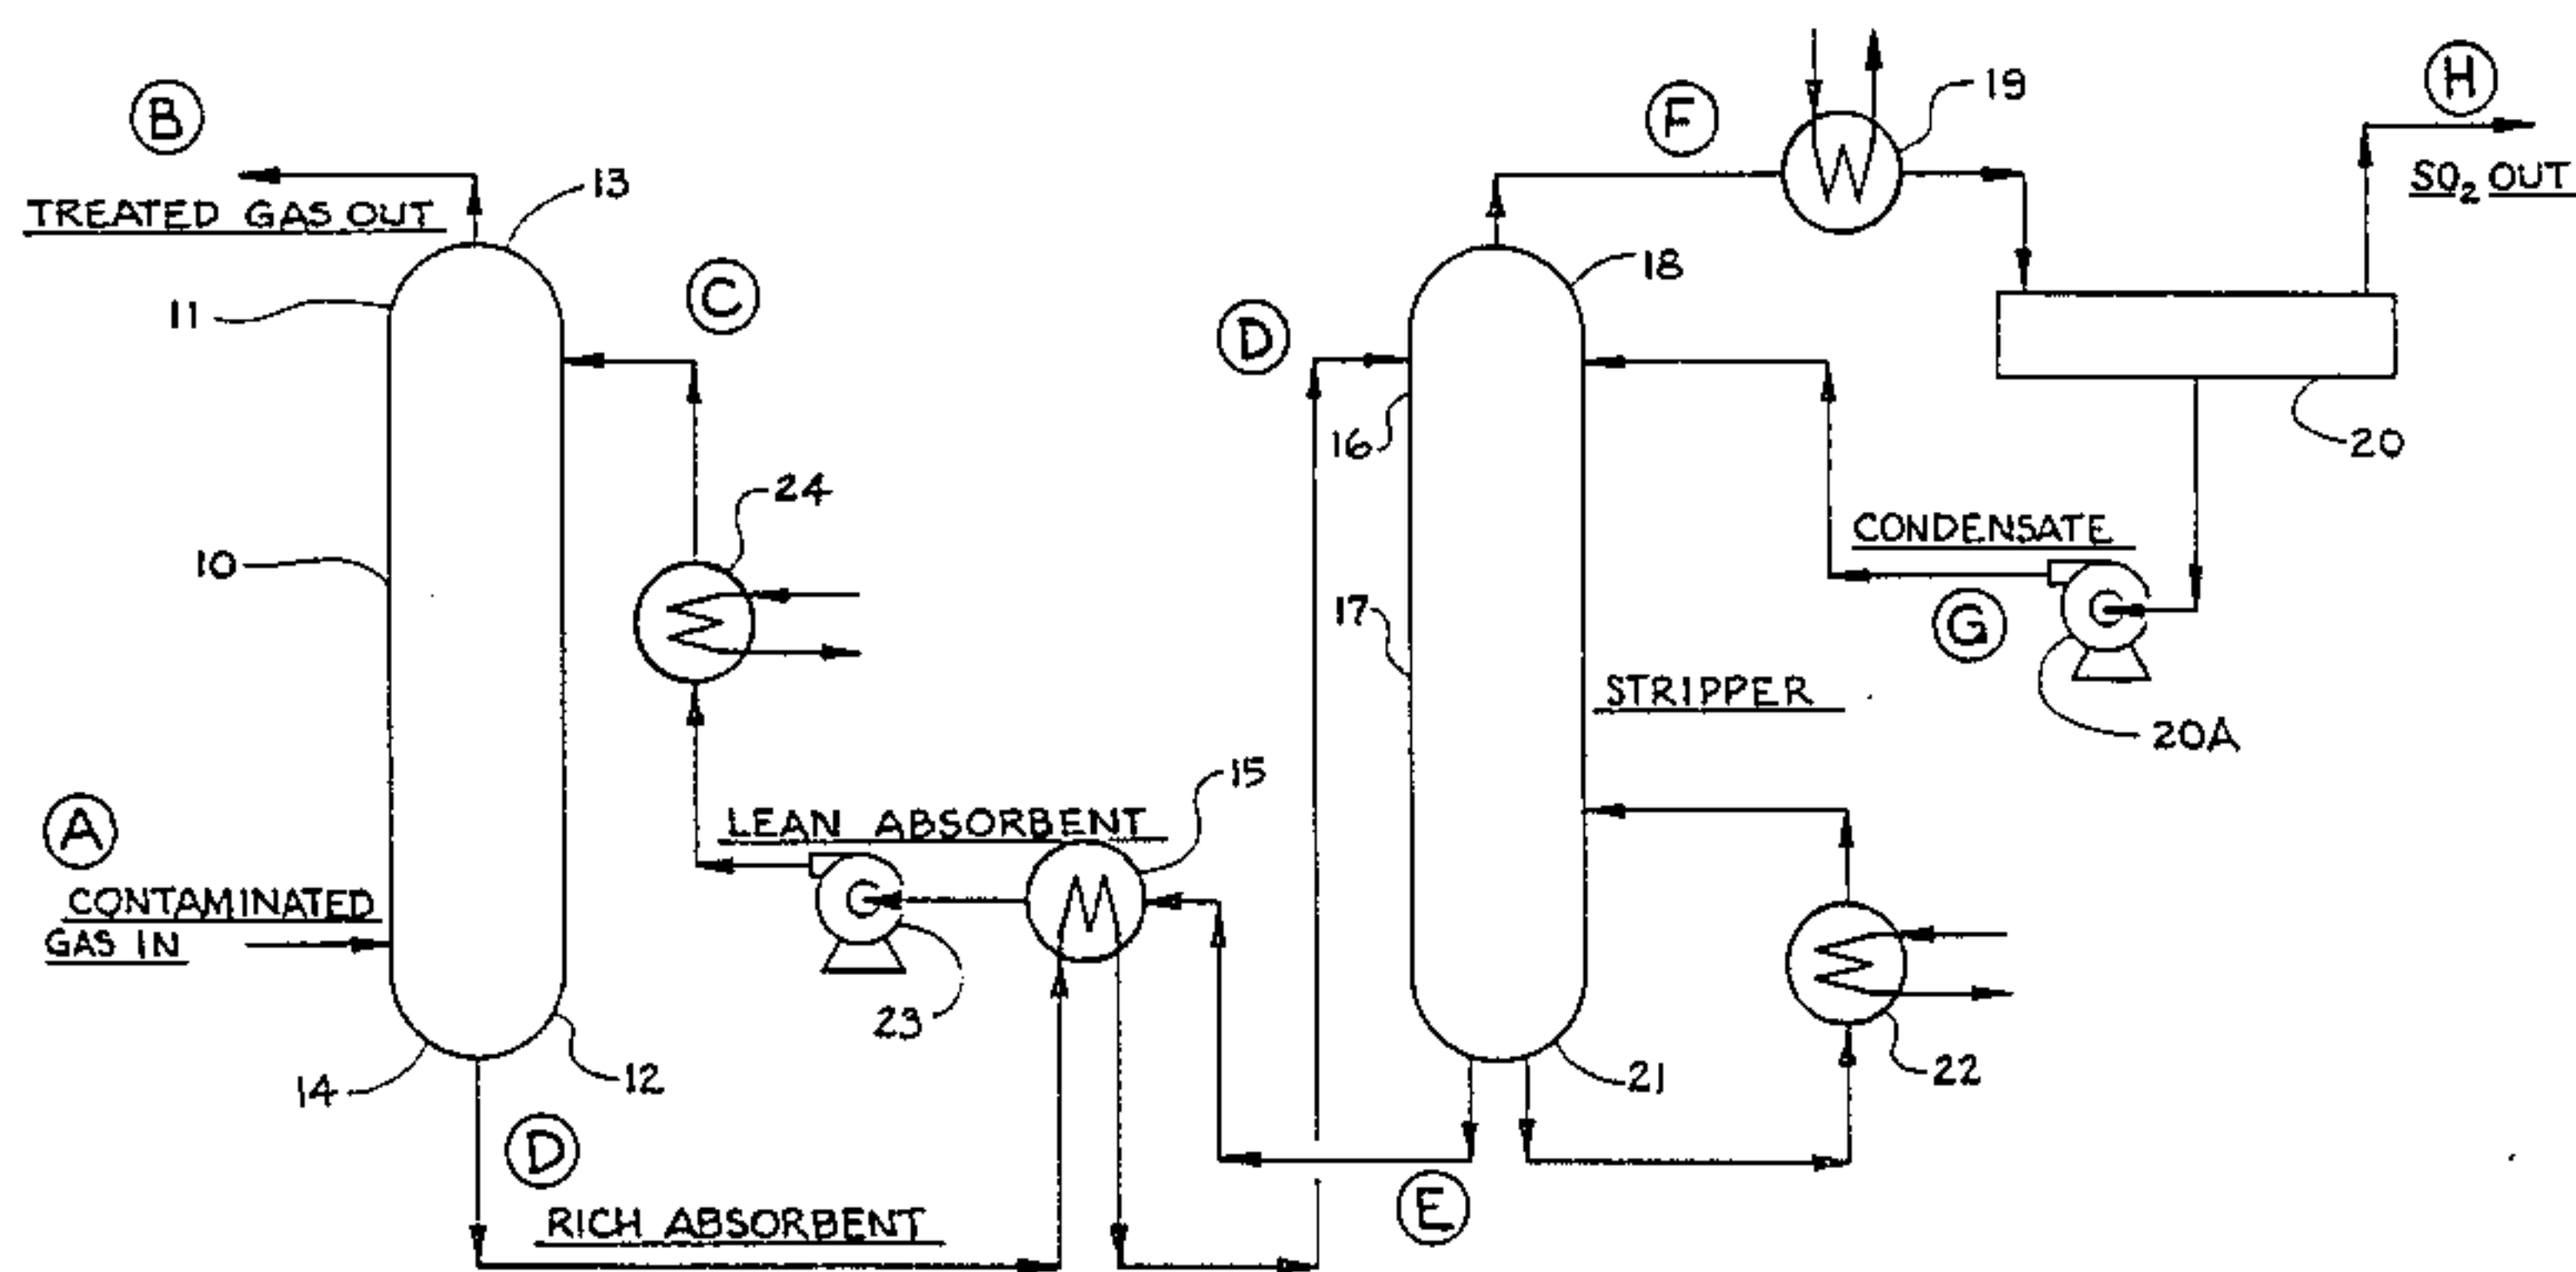 B
TREATED GAS OUT
13
11
C
10
24
A
CONTAMINATED
GAS IN
LEAN ABSORBENT
15
23
14
12
D
RICH ABSORBENT
F
19
H
SO₂ OUT
18
D
16
20
CONDENSATE
G
20A
17
STRIPPER
21
22
E